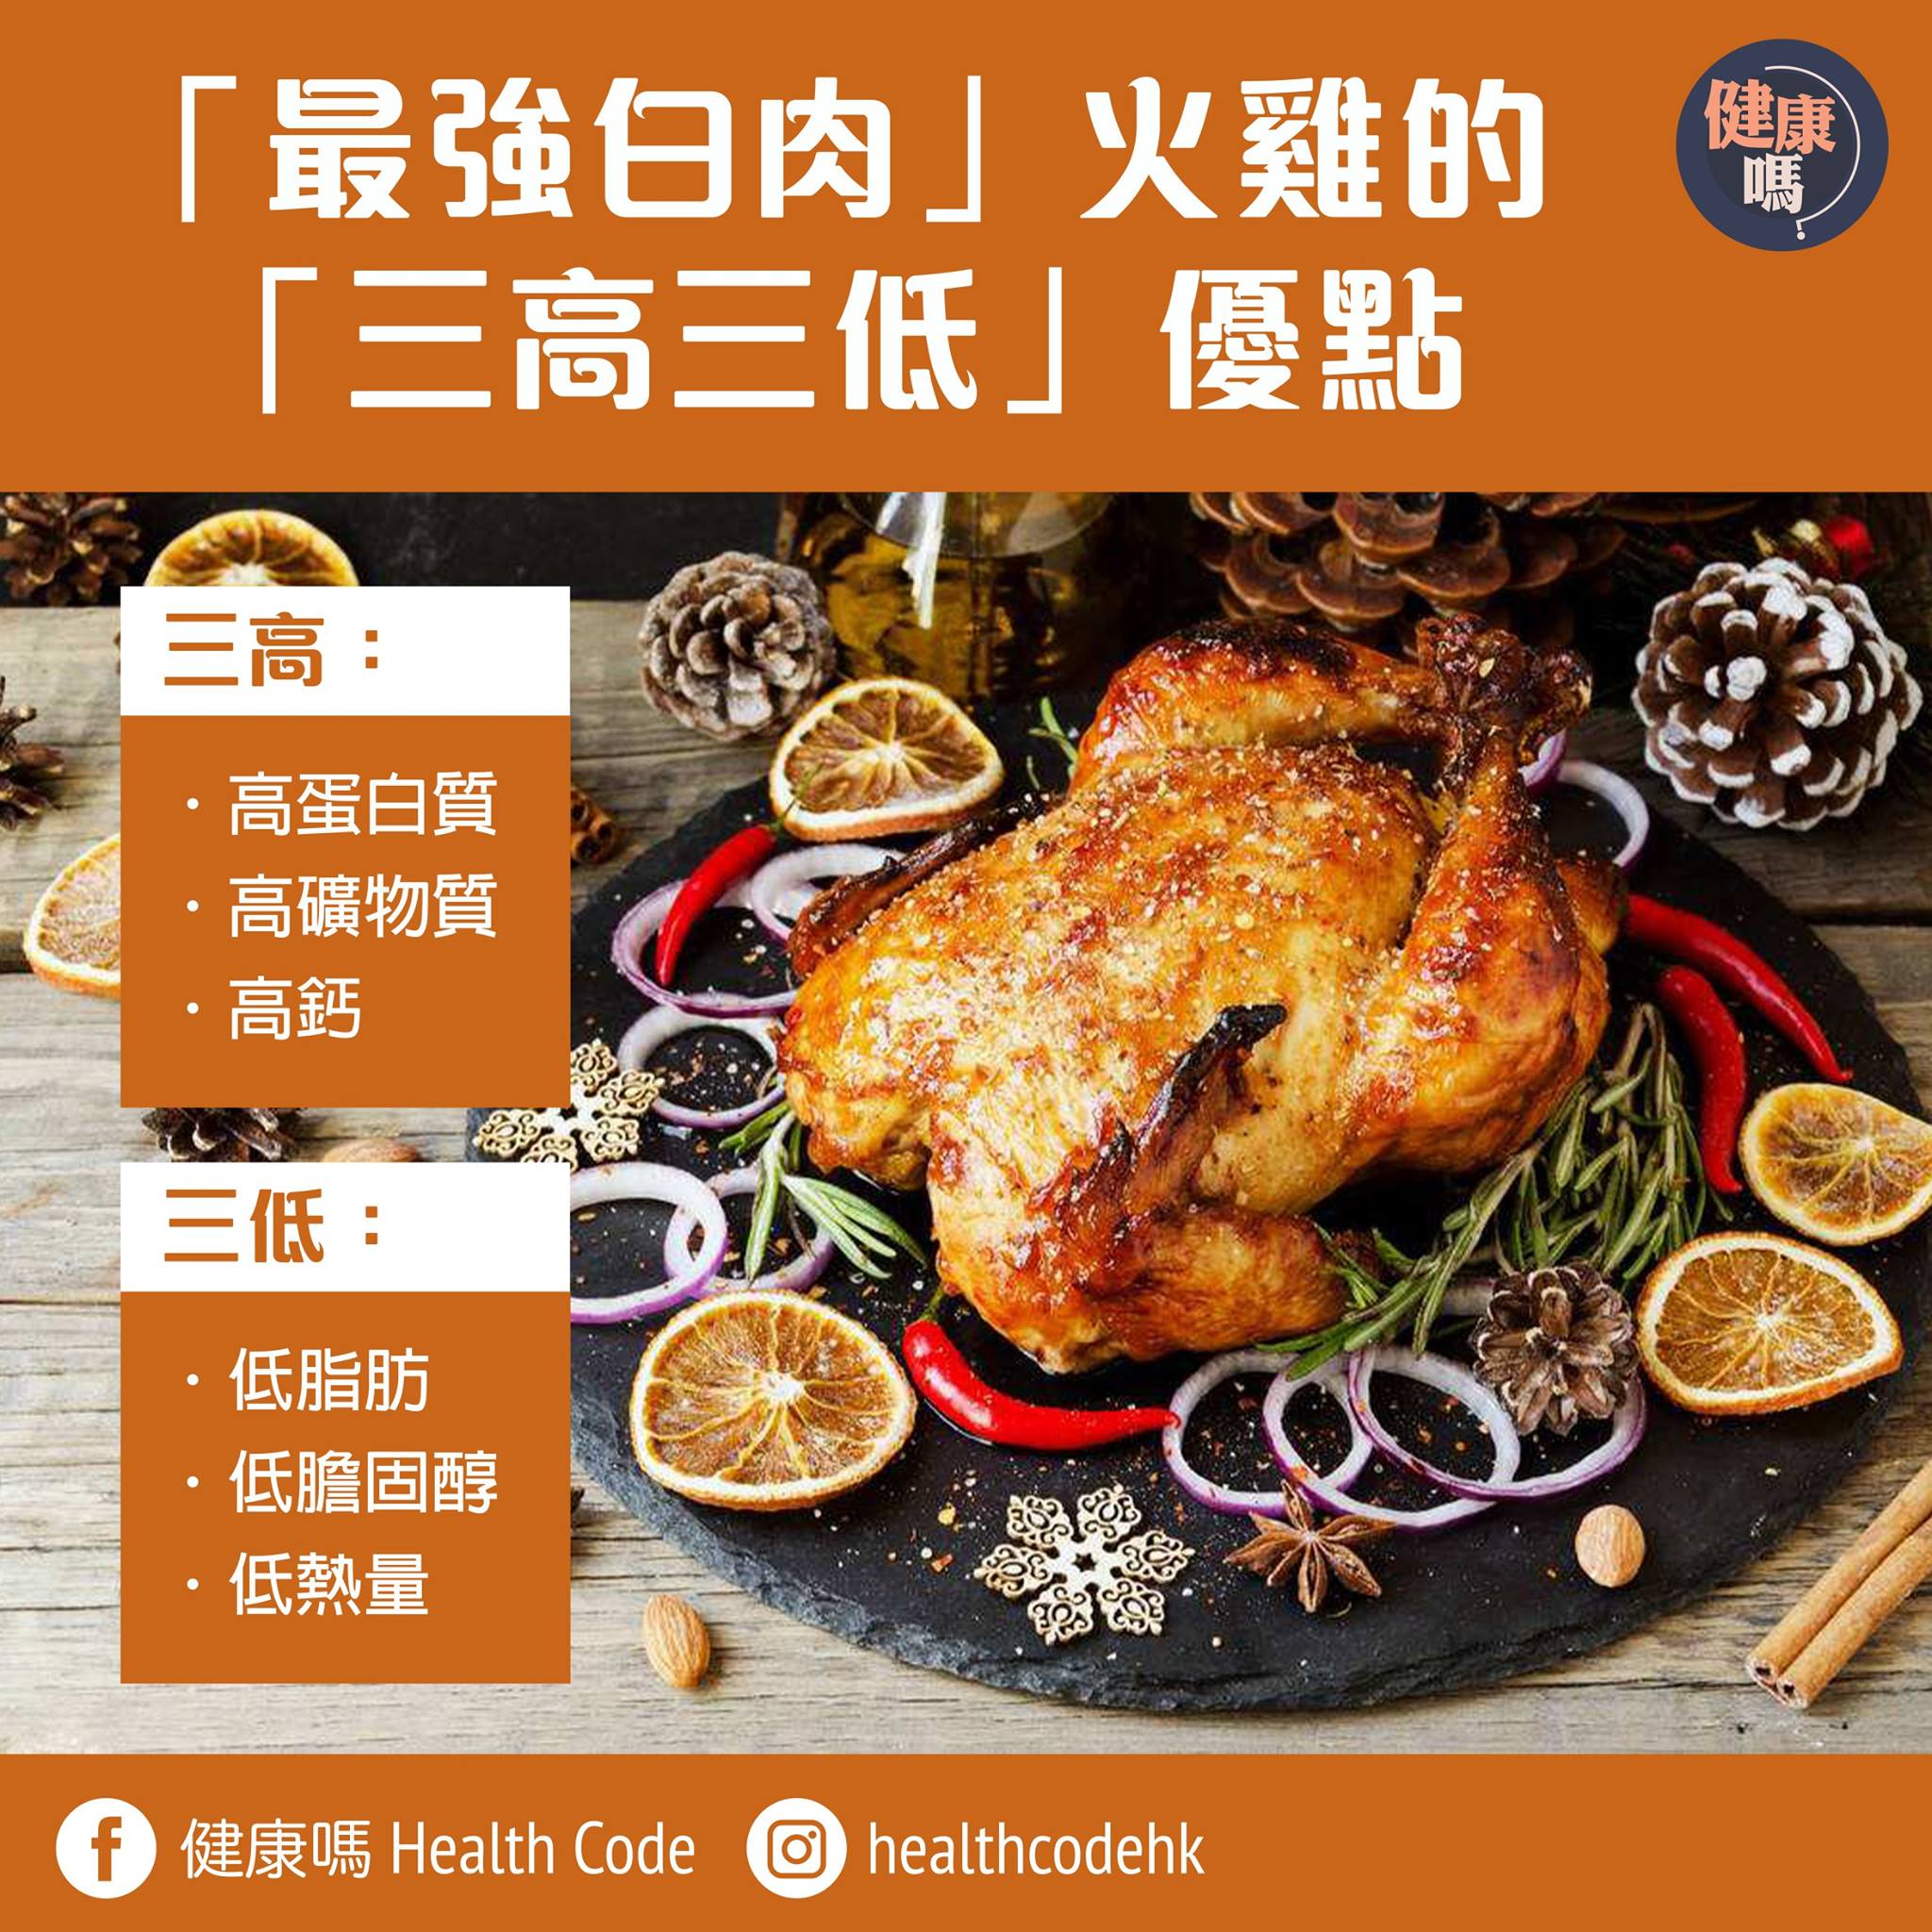 「最強白肉」火雞的
「三高三低」優點
健康
嗎?
三高：
・高蛋白質
・高礦物質
・高鈣
三低：
・低脂肪
・低膽固醇
・低熱量
健康嗎 Health Code
healthcodehk